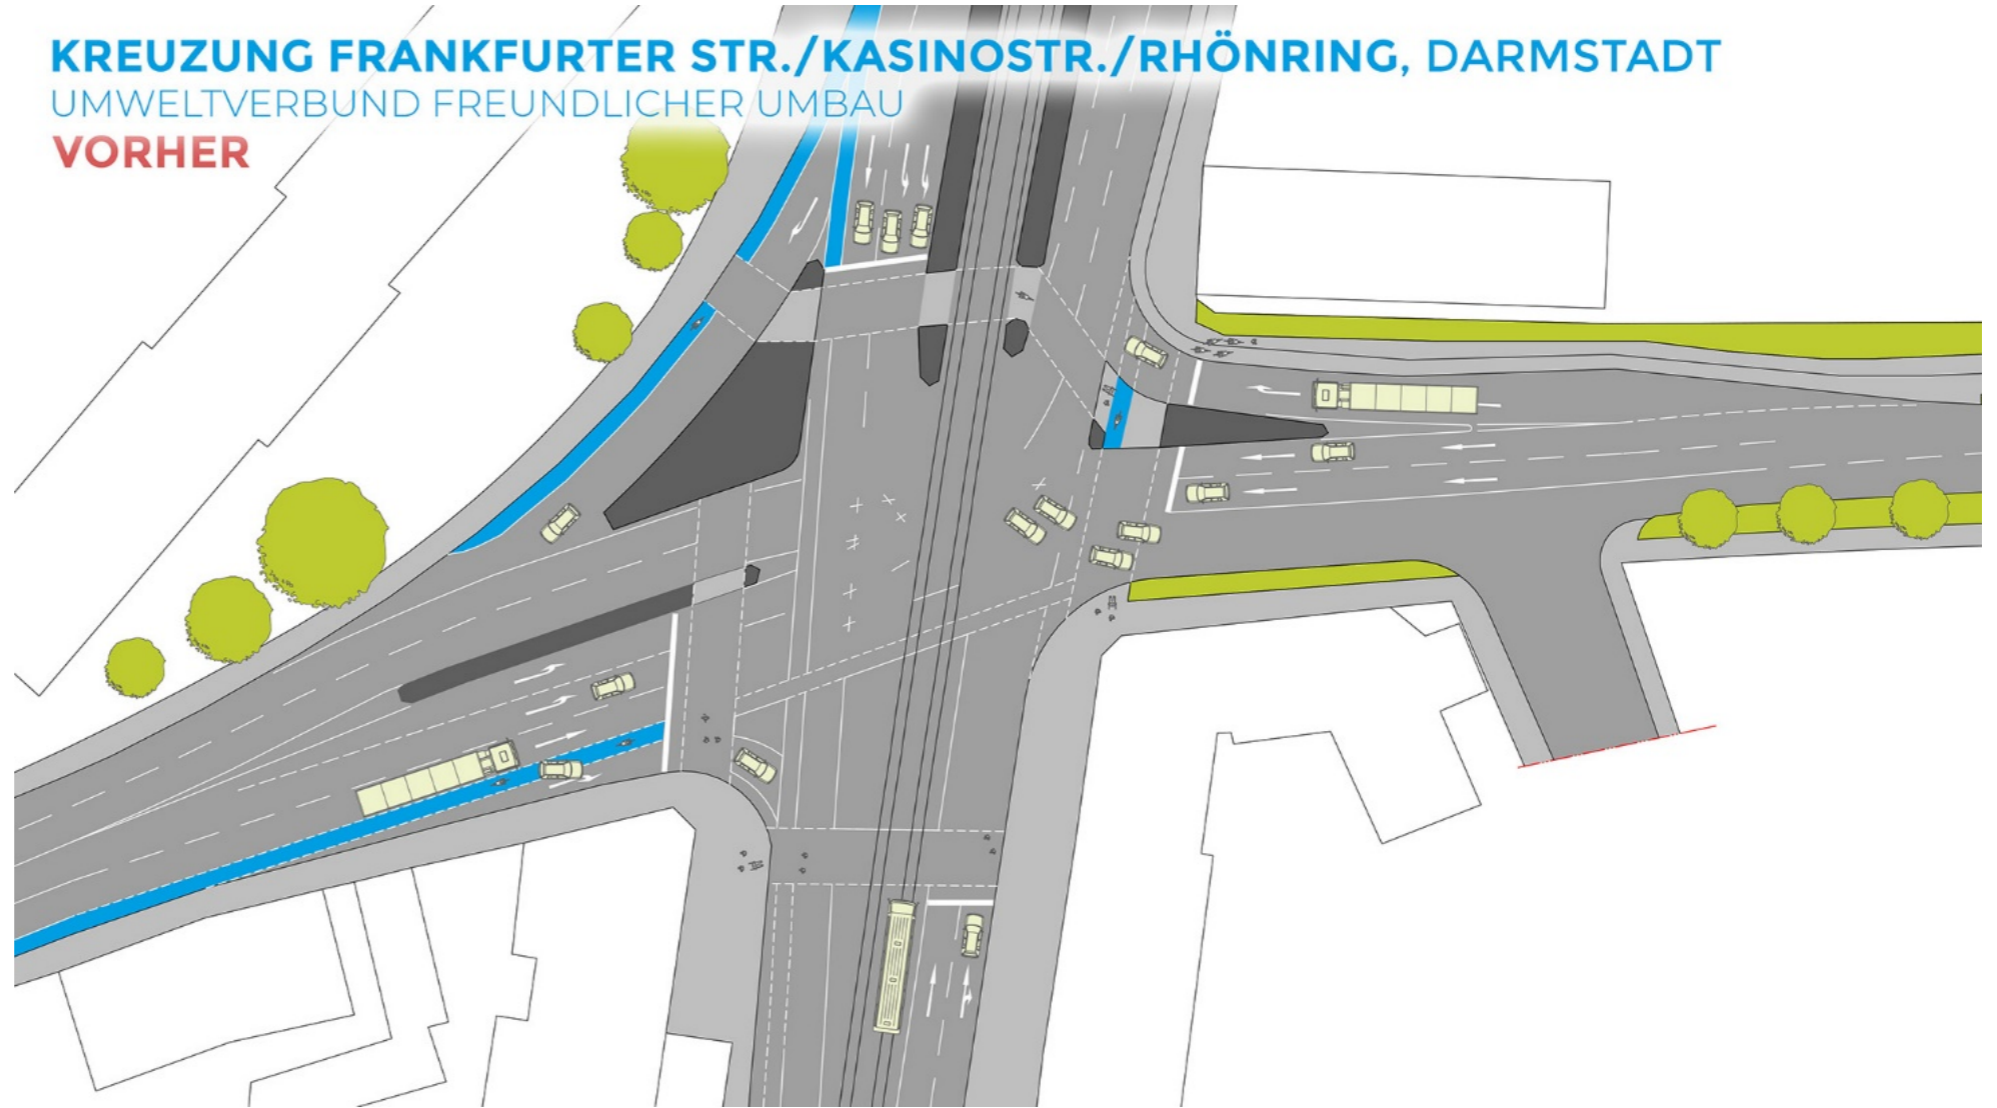 KREUZUNG FRANKFURTER STR./KASINOSTR./RHÖNRING, DARMSTADT
UMWELTVERBUND FREUNDLICHER UMBAU
VORHER